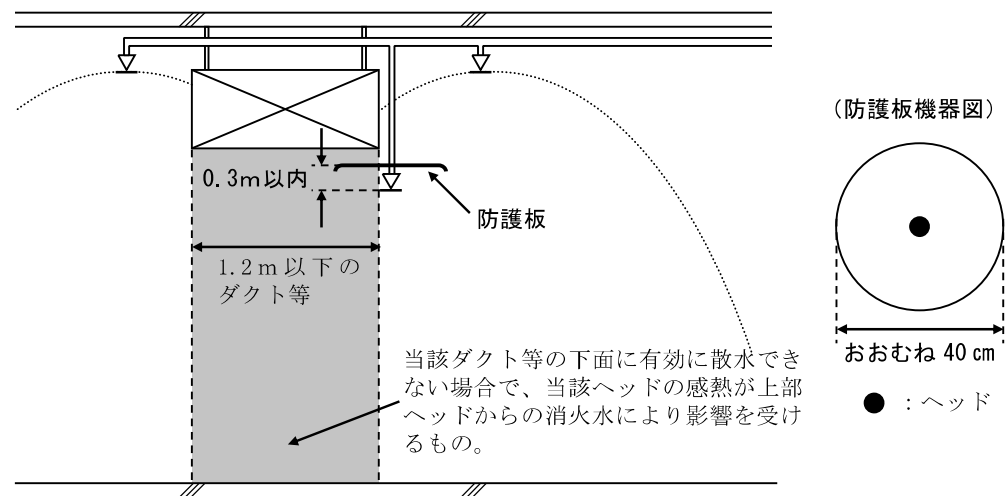 0.3ｍ以内
防護板
1.2ｍ以下の
ダクト等
当該ダクト等の下面に有効に散水でき
ない場合で、当該ヘッドの感熱が上部
ヘッドからの消火水により影響を受け
るもの。
（防護板機器図）
おおむね 40 cm
：ヘッド